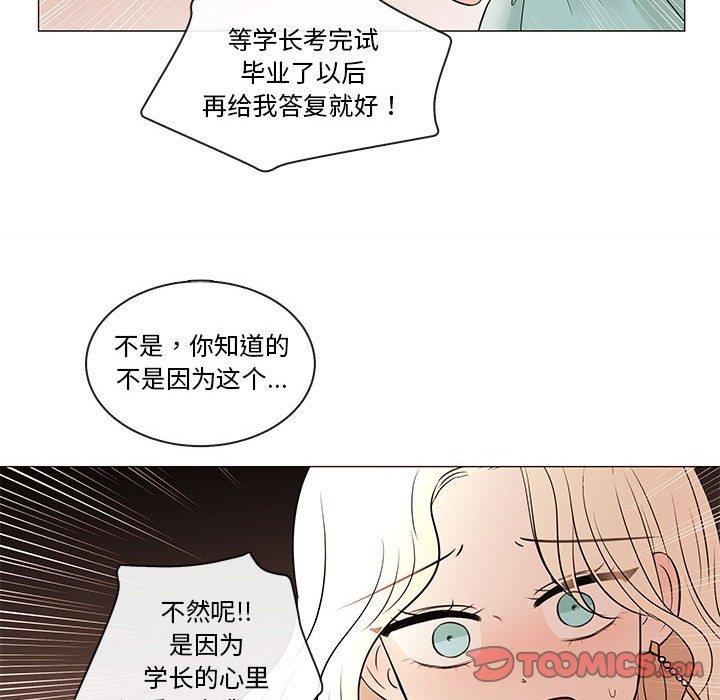 等学长考完试
毕业了以后
再给我答复就好！
不是，你知道的
不是因为这个...
不然呢!!
是因为
学长的心里
TOOMICS
TOOMICS.COM